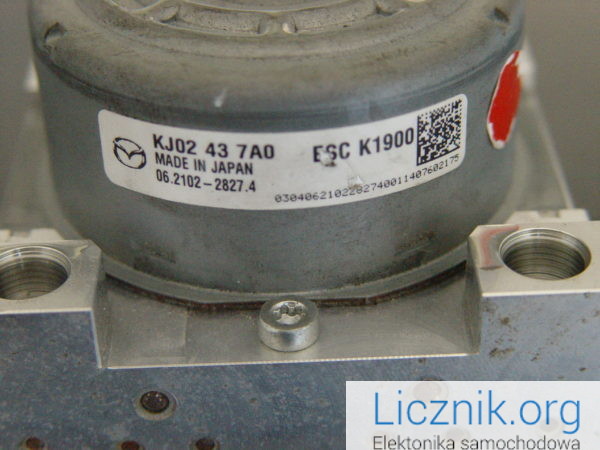 KJ02 43 7A0 ESC K1900
MADE IN JAPAN
06.2102-2827.4
0304062102282740011407602175
Licznik.org
Elektonika samochodowa